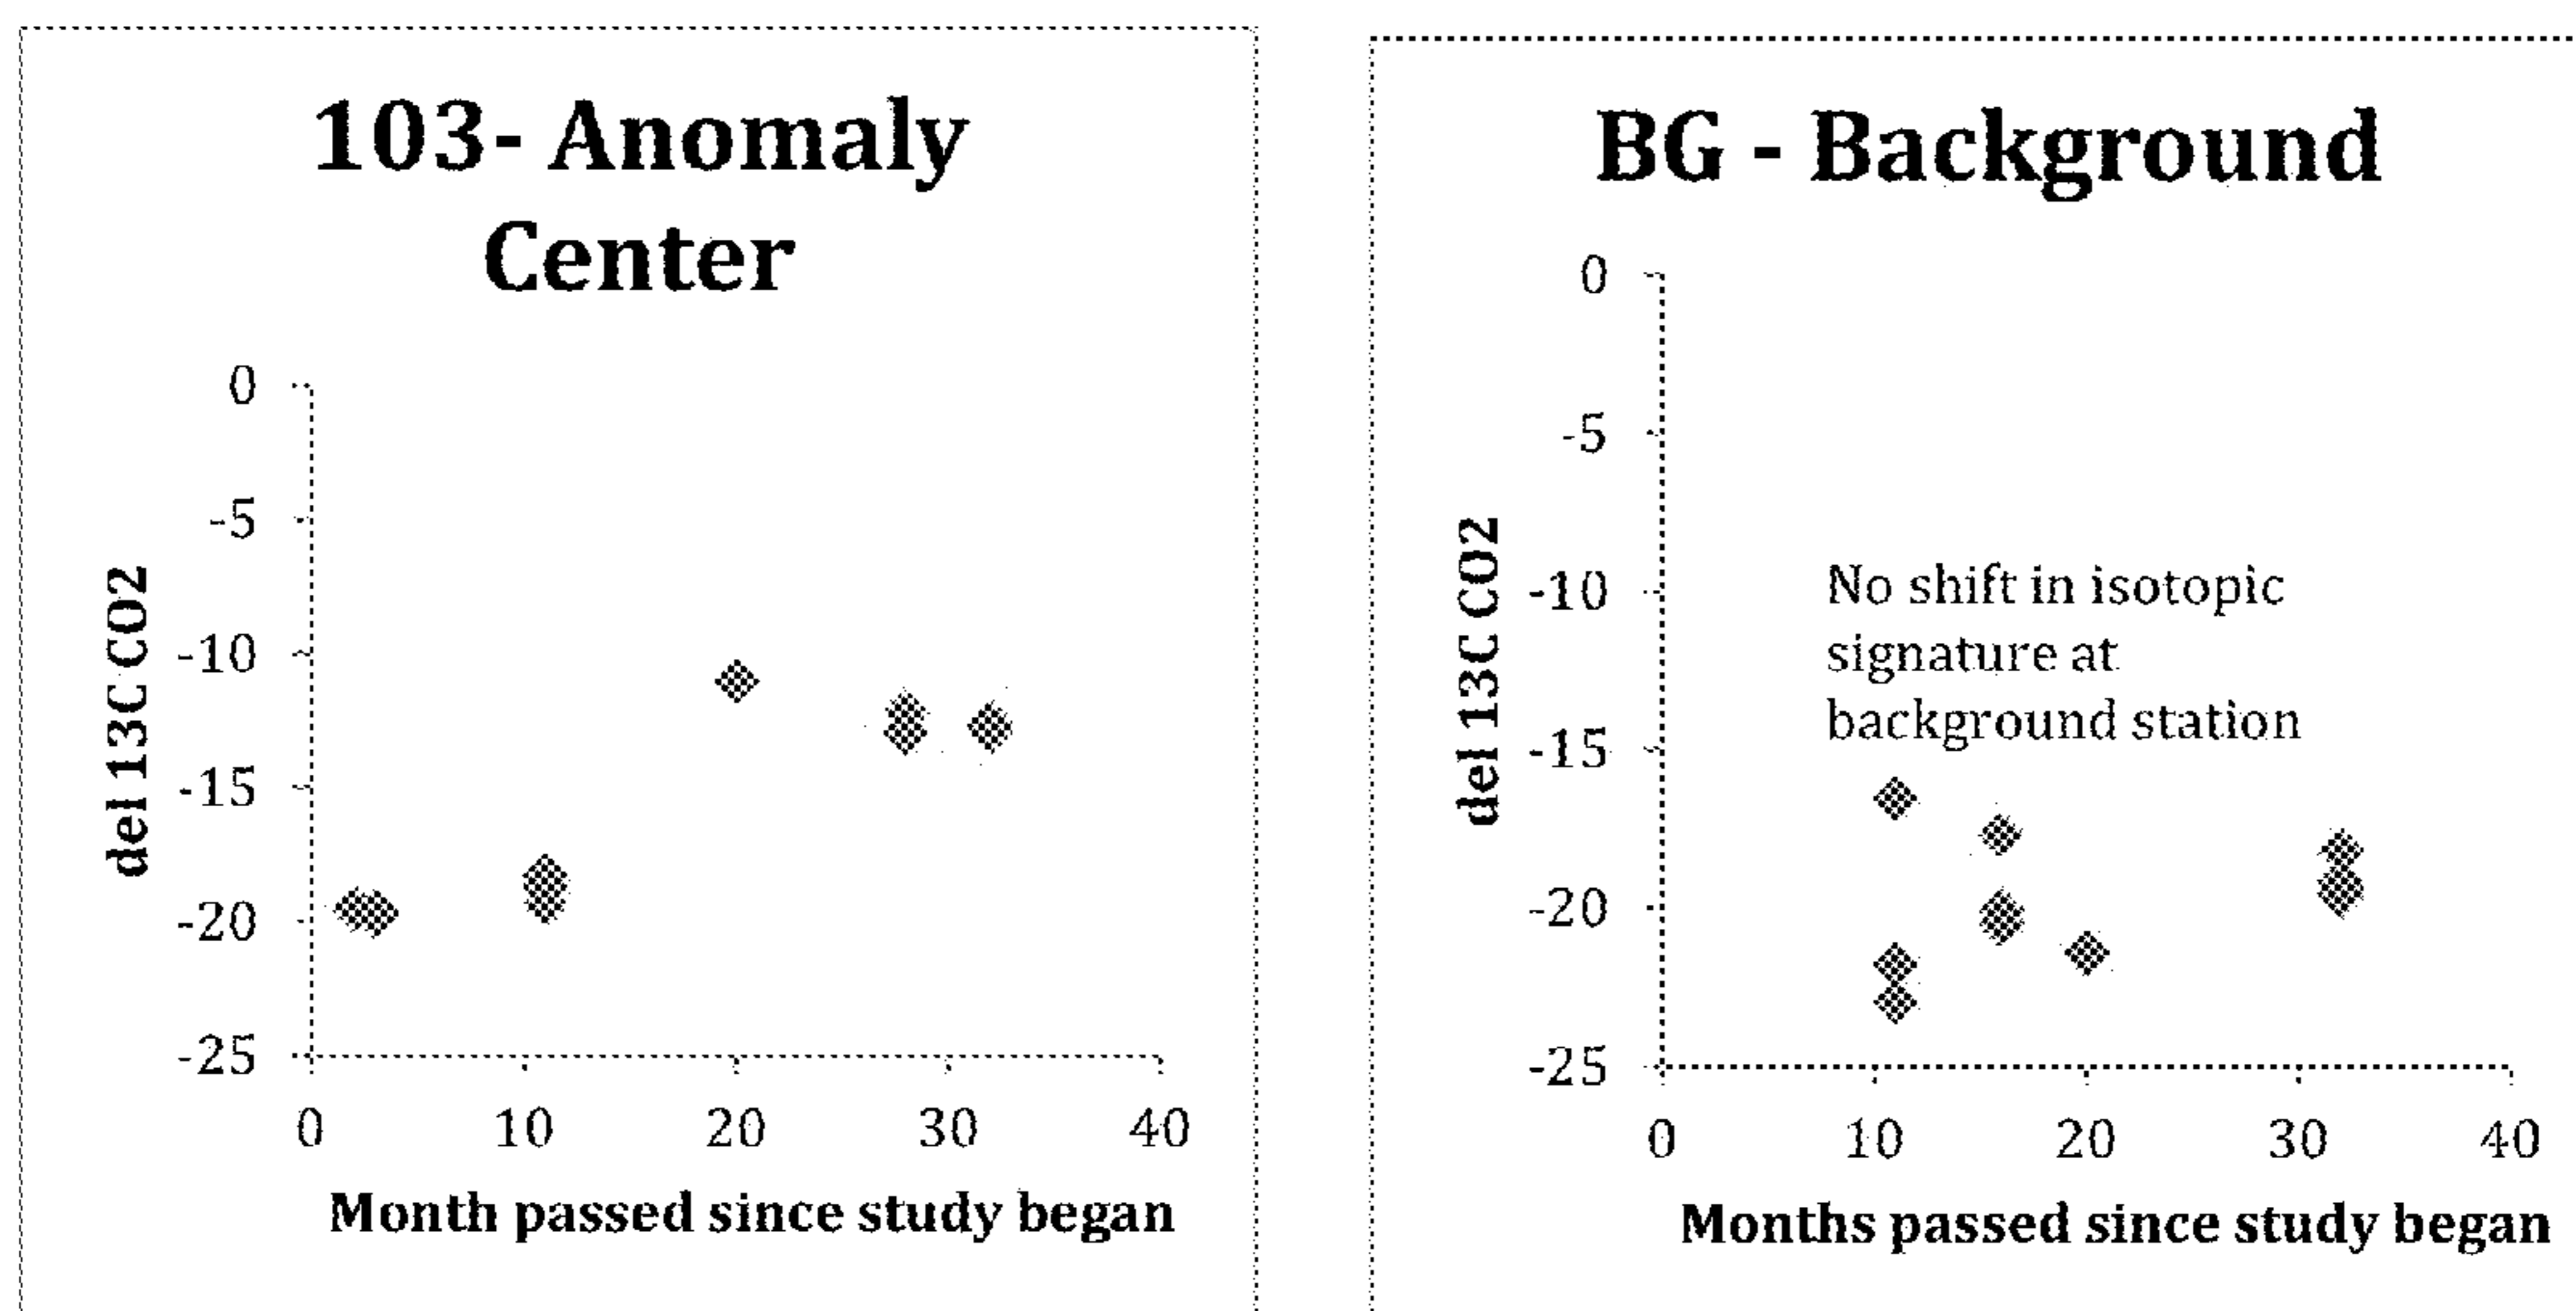 103- Anomaly
Center
0
-5
-10
-15
-20
-25
del 13C CO2
0 10 20 30 40
Month passed since study began
BG - Background
0
-5
-10
-15
-20
-25
del 13C CO2
No shift in isotopic
signature at
background station
0 10 20 30 40
Months passed since study began